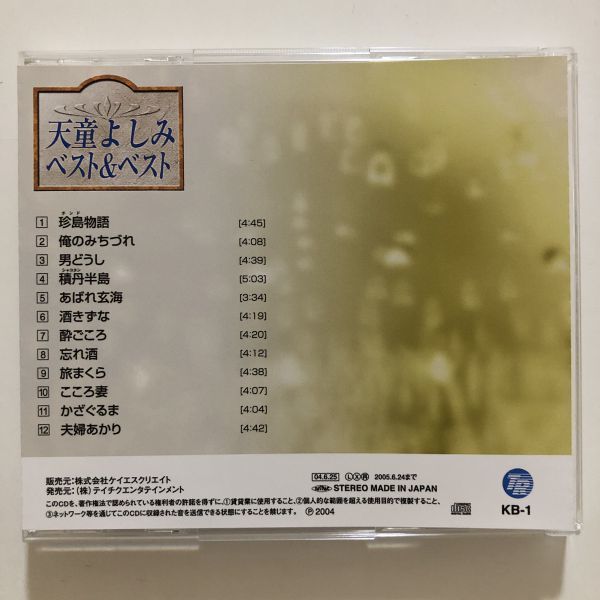 天童よしみ
ベスト&ベスト
1 珍島物語 [4:45]
チンド
2 俺のみちづれ [4:08]
3 男どうし [4:39]
4 積丹半島 [5:03]
シャコタン
5 あばれ玄海 [3:34]
6 酒きずな [4:19]
7 酔ごころ [4:20]
8 忘れ酒 [4:12]
9 旅まくら [4:38]
10 こころ妻 [4:07]
11 かざぐるま [4:04]
12 夫婦あかり [4:42]
販売元:株式会社ケイエスクリエイト
発売元:(株)テイチクエンタテインメント
04.6.25 Ⓛ Ⓧ Ⓡ 2005.6.24まで
STEREO MADE IN JAPAN
このCDを、著作権法で認められている権利者の許諾を得ずに、①賃貸業に使用すること、②個人的な範囲を超える使用目的で複製すること、
③ネットワーク等を通じてこのCDに収録された音を送信できる状態にすることを禁じます。 Ⓟ2004
KB-1